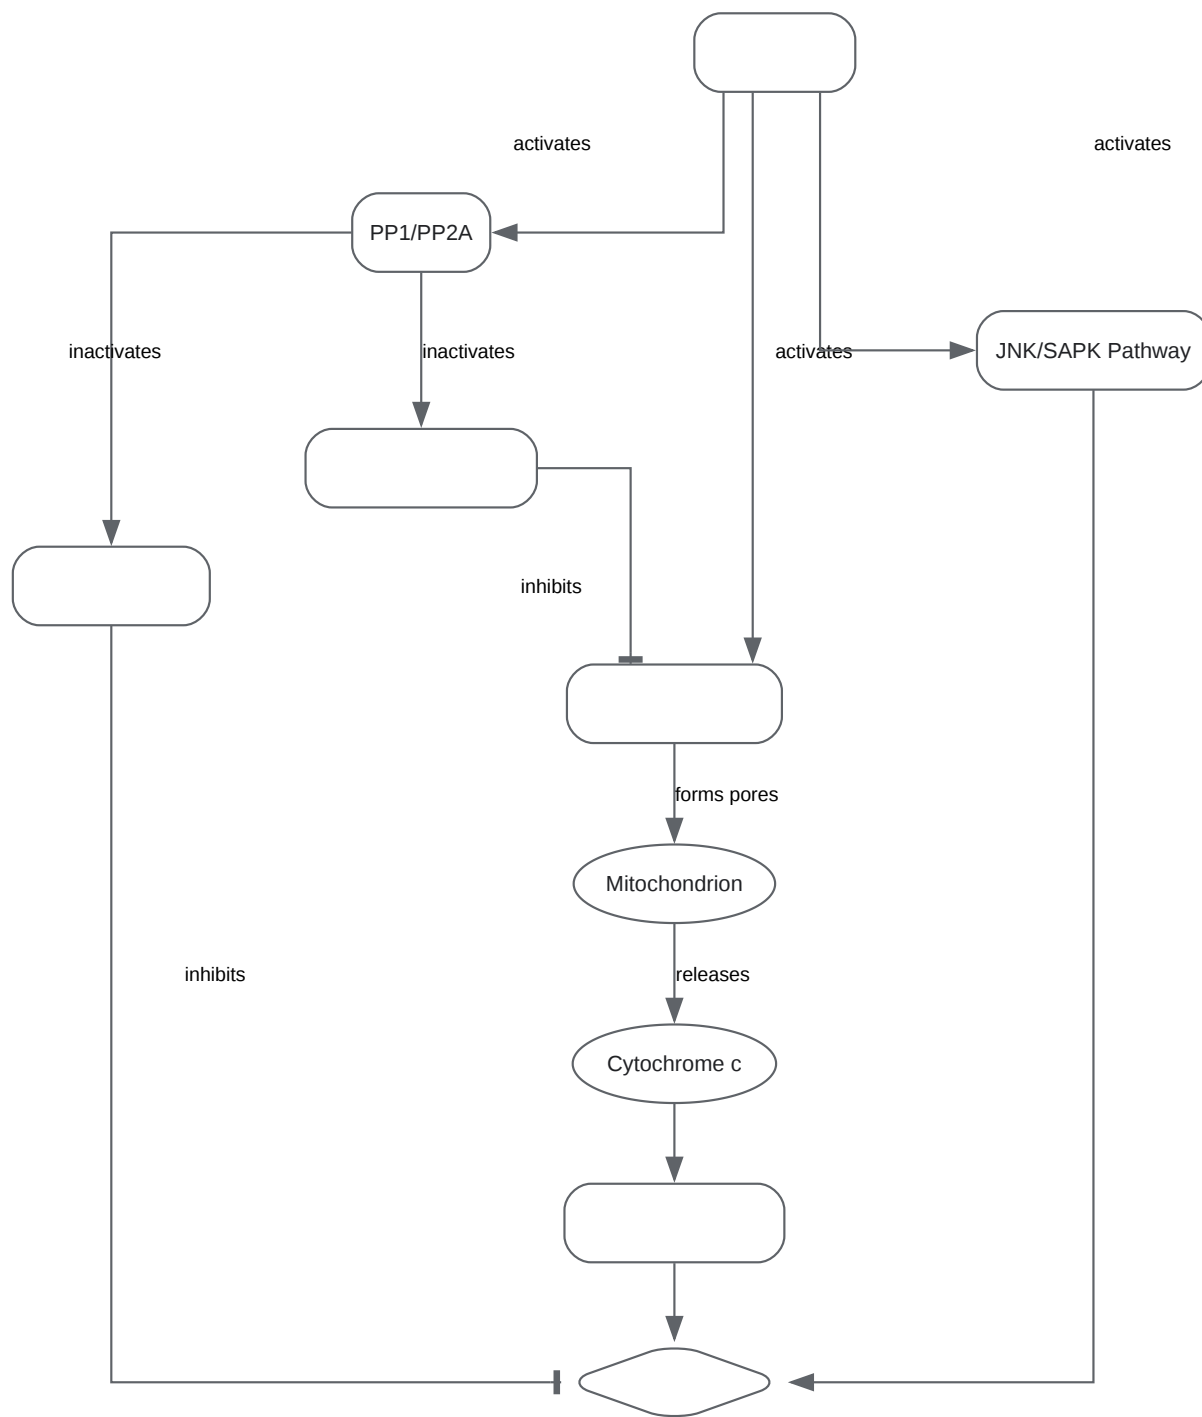 activates
activates
PP1/PP2A
inactivates
inactivates
activates
JNK/SAPK Pathway
inhibits
forms pores
Mitochondrion
inhibits
releases
Cytochrome c